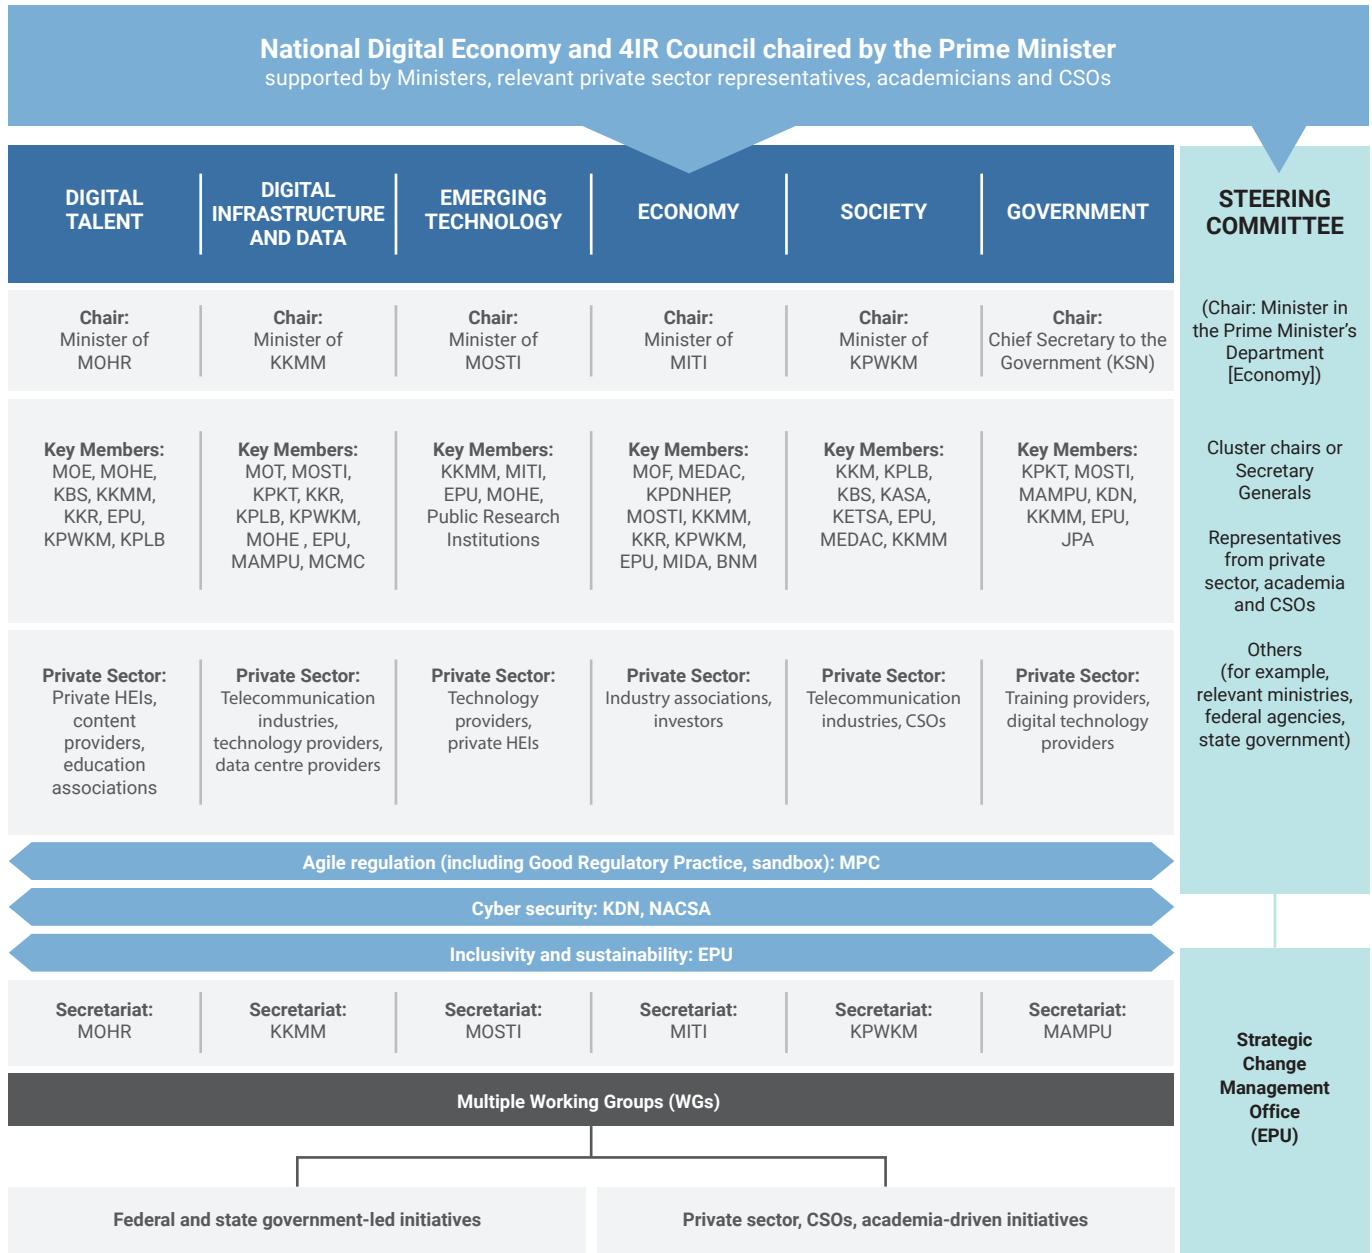 National Digital Economy and 4IR Council chaired by the Prime Minister
supported by Ministers, relevant private sector representatives, academicians and CSOs
DIGITAL
TALENT
DIGITAL
INFRASTRUCTURE
AND DATA
EMERGING
TECHNOLOGY
ECONOMY
SOCIETY
GOVERNMENT
Chair:
Minister of
MOHR
Chair:
Minister of
KKMM
Chair:
Minister of
MOSTI
Chair:
Minister of
MITI
Chair:
Minister of
KPWKM
Chair:
Chief Secretary to the
Government (KSN)
Key Members:
MOE, MOHE,
KBS, KKMM,
KKR, EPU,
KPWKM, KPLB
Key Members:
MOT, MOSTI,
KPKT, KKR,
KPLB, KPWKM,
MOHE , EPU,
MAMPU, MCMC
Key Members:
KKMM, MITI,
EPU, MOHE,
Public Research
Institutions
Key Members:
MOF, MEDAC,
KPDNHEP,
MOSTI, KKMM,
KKR, KPWKM,
EPU, MIDA, BNM
Key Members:
KKM, KPLB,
KBS, KASA,
KETSA, EPU,
MEDAC, KKMM
Key Members:
KPKT, MOSTI,
MAMPU, KDN,
KKMM, EPU,
JPA
Private Sector:
Private HEIs,
content
providers,
education
associations
Private Sector:
Telecommunication
industries,
technology providers,
data centre providers
Private Sector:
Technology
providers,
private HEIs
Private Sector:
Industry associations,
investors
Private Sector:
Telecommunication
industries, CSOs
Private Sector:
Training providers,
digital technology
providers
Agile regulation (including Good Regulatory Practice, sandbox): MPC
Cyber security: KDN, NACSA
Inclusivity and sustainability: EPU
Secretariat:
MOHR
Secretariat:
KKMM
Secretariat:
MOSTI
Secretariat:
MITI
Secretariat:
KPWKM
Secretariat:
MAMPU
Multiple Working Groups (WGs)
Federal and state government-led initiatives
Private sector, CSOs, academia-driven initiatives
STEERING
COMMITTEE
(Chair: Minister in
the Prime Minister’s
Department
[Economy])
Cluster chairs or
Secretary
Generals
Representatives
from private
sector, academia
and CSOs
Others
(for example,
relevant ministries,
federal agencies,
state government)
Strategic
Change
Management
Office
(EPU)